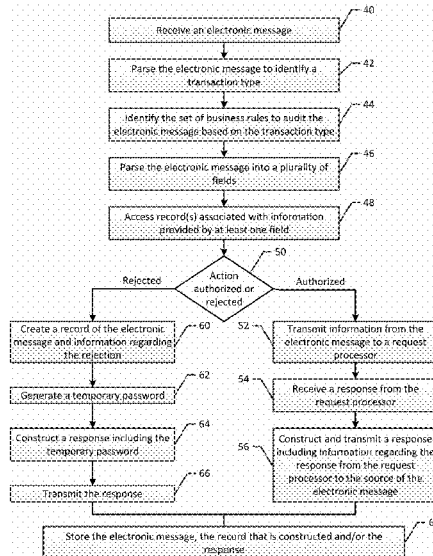 40
Receive an electronic message
42
Parse the electronic message to identify a
transaction type
44
Identify the set of business rules to audit the
electronic message based on the transaction type
46
Parse the electronic message into a plurality of
fields
48
Access record(s) associated with information
provided by at least one field
50
Action
authorized or
rejected
Rejected
Authorized
Create a record of the electronic
message and information regarding
the rejection
60
52
Transmit information from the
electronic message to a request
processor
62
Generate a temporary password
54
Receive a response from the
request processor
64
Construct a response including the
temporary password
56
Construct and transmit a response
including information regarding the
response from the request
processor to the source of the
electronic message
66
Transmit the response
Store the electronic message, the record that is constructed and/or the
response